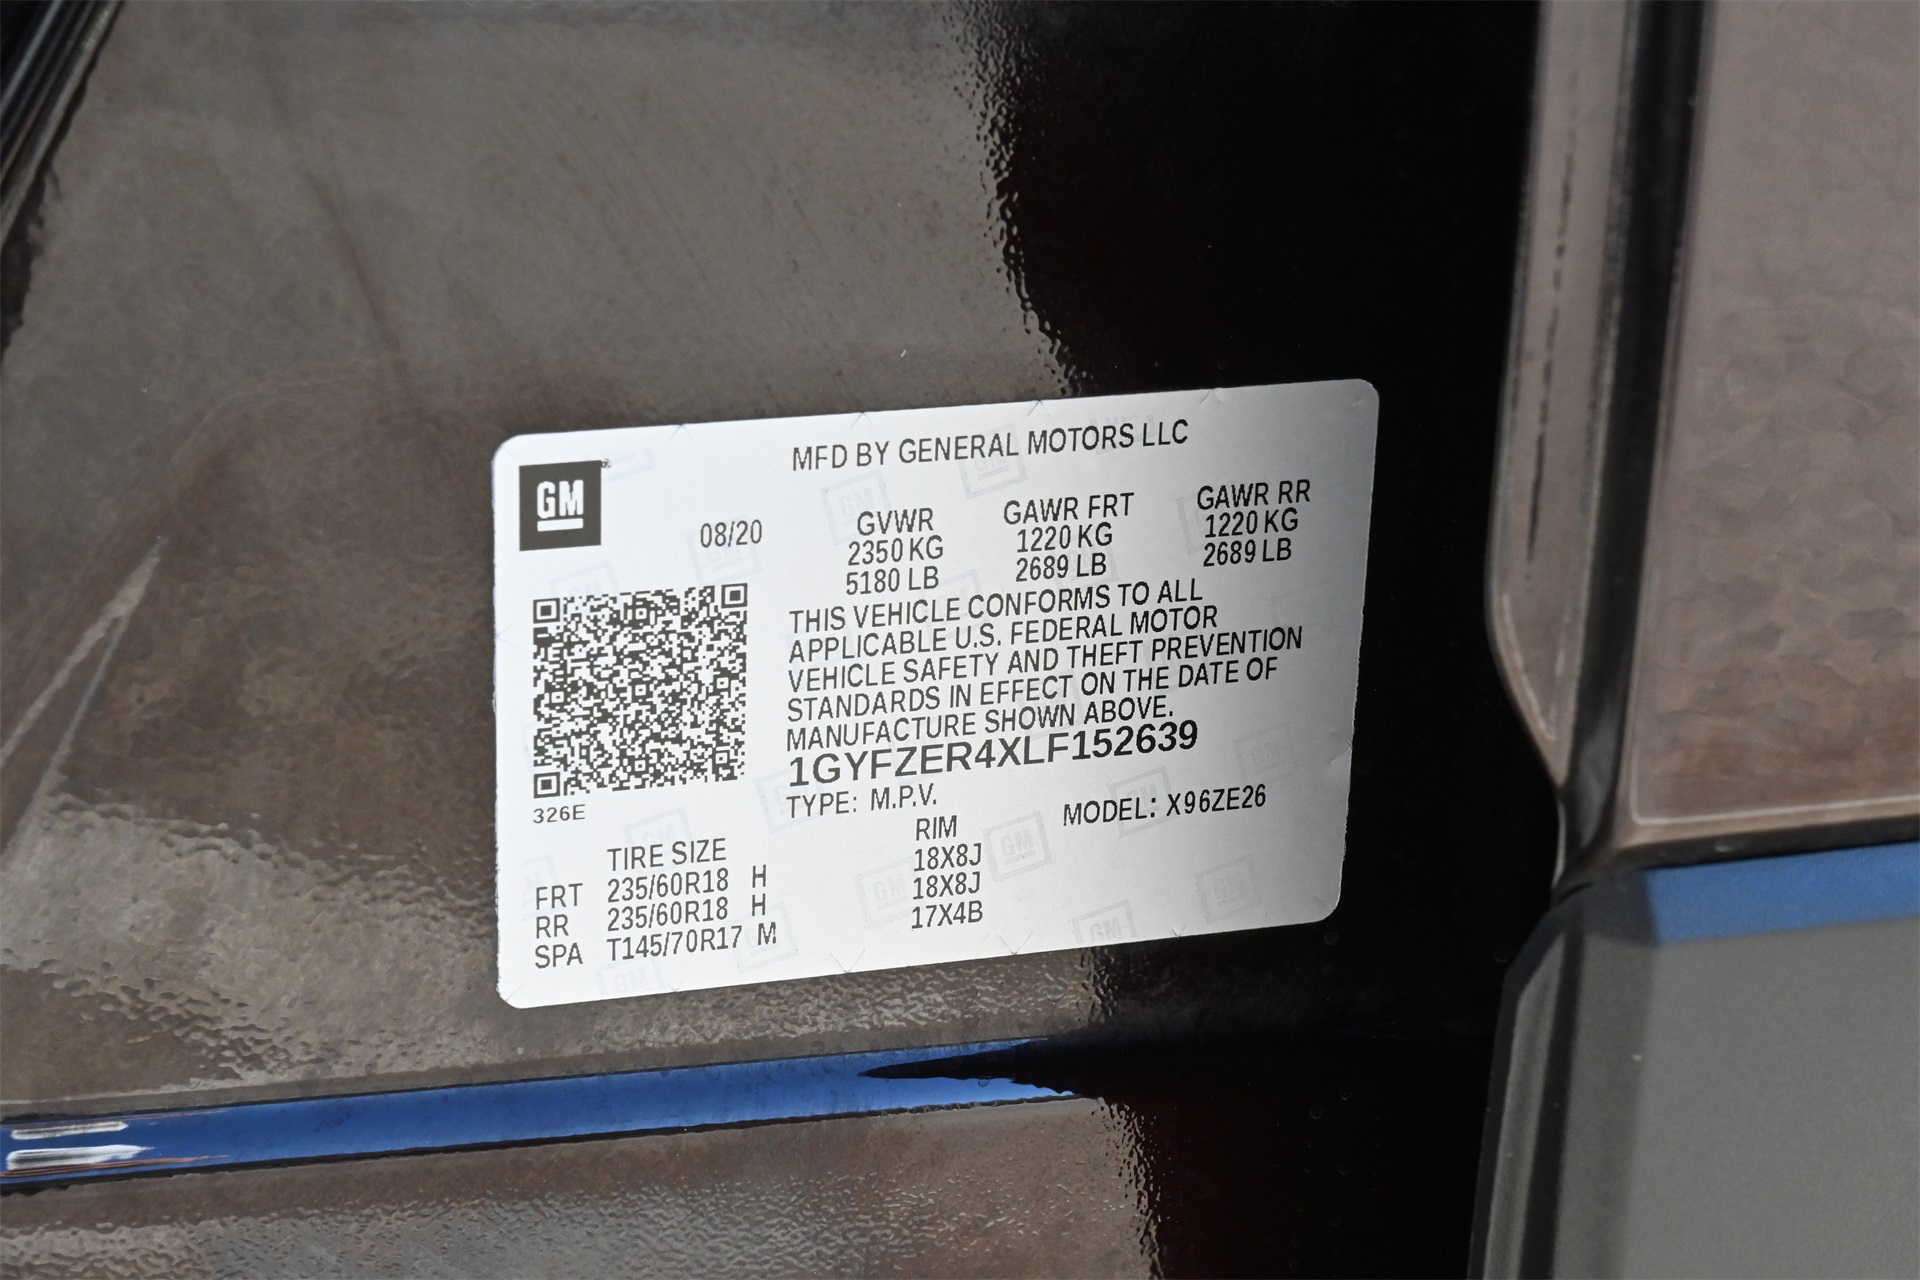 MFD BY GENERAL MOTORS LLC
GM
08/20 GVWR GAWR FRT GAWR RR
2350 KG 1220 KG 1220 KG
5180 LB 2689 LB 2689 LB
THIS VEHICLE CONFORMS TO ALL
APPLICABLE U.S. FEDERAL MOTOR
VEHICLE SAFETY AND THEFT PREVENTION
STANDARDS IN EFFECT ON THE DATE OF
MANUFACTURE SHOWN ABOVE.
1GYFZER4XLF152639
326E
TYPE: M.P.V. MODEL: X96ZE26
TIRE SIZE RIM
FRT 235/60R18 H 18X8J
RR 235/60R18 H 18X8J
SPA T145/70R17 M 17X4B